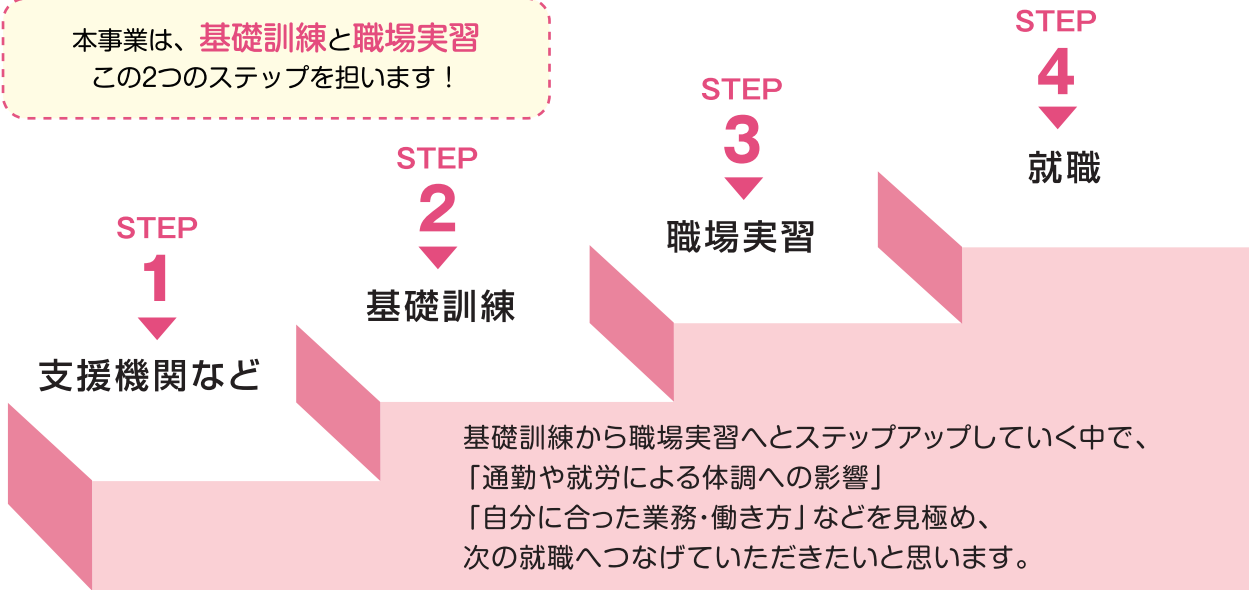 本事業は、基礎訓練と職場実習
この2つのステップを担います！
STEP
1
支援機関など
STEP
2
基礎訓練
STEP
3
職場実習
STEP
4
就職
基礎訓練から職場実習へとステップアップしていく中で、
「通勤や就労による体調への影響」
「自分に合った業務・働き方」などを見極め、
次の就職へつなげていただきたいと思います。